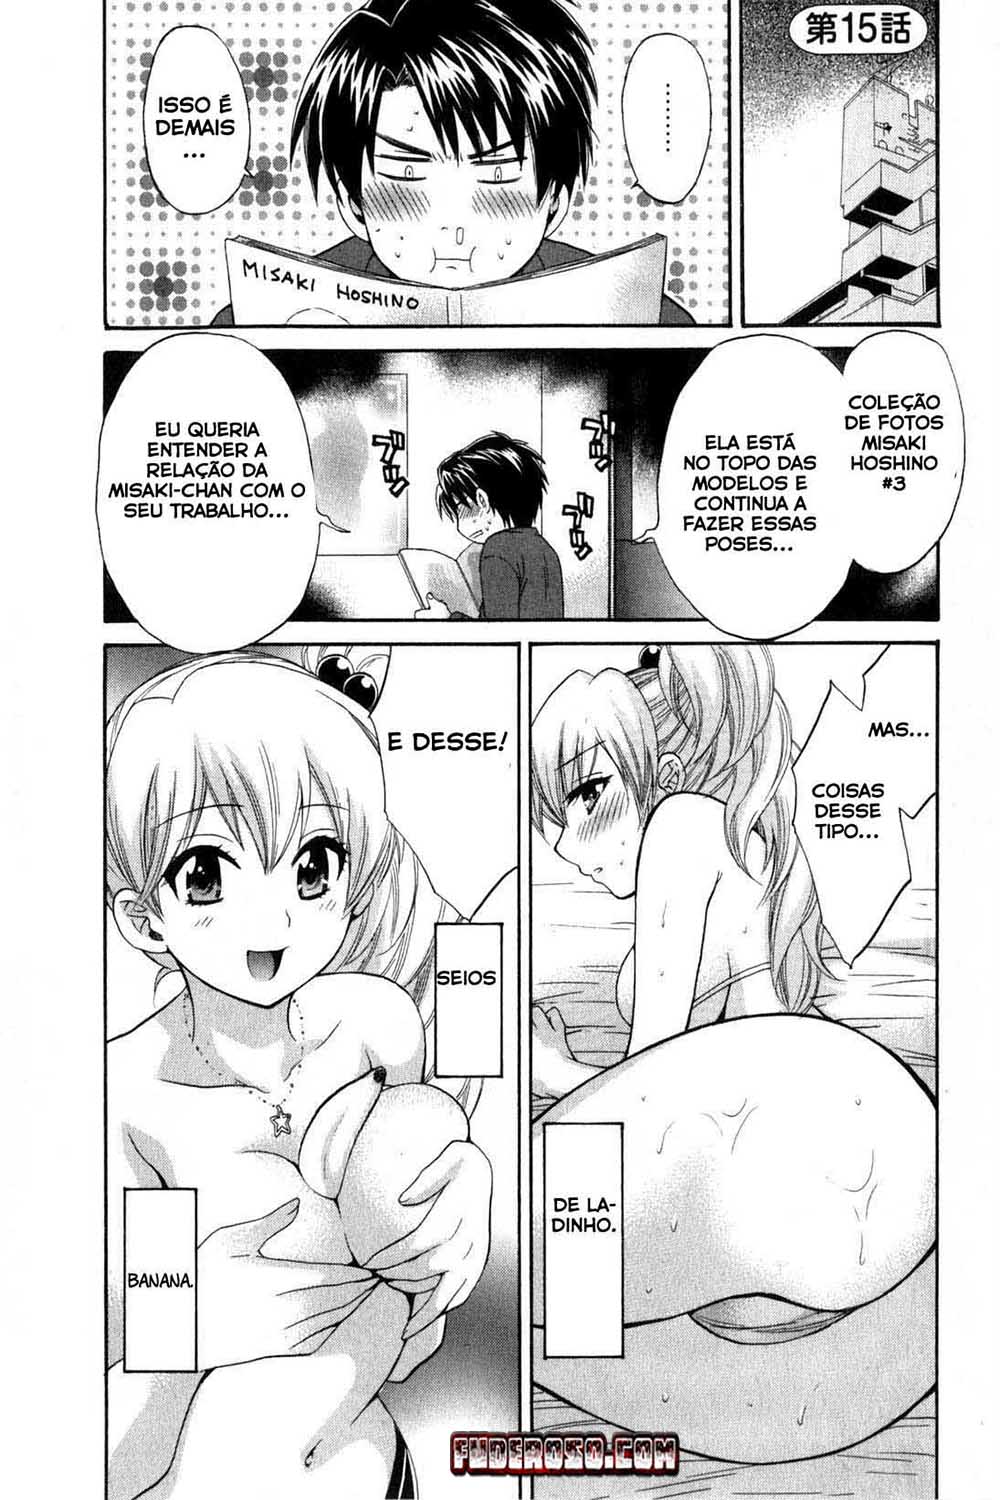 第15話
………
ISSO É
DEMAIS
...
MISAKI HOSHINO
COLEÇÃO
DE FOTOS
MISAKI
HOSHINO
#3
ELA ESTÁ
NO TOPO DAS
MODELOS E
CONTINUA A
FAZER ESSAS
POSES...
EU QUERIA
ENTENDER A
RELAÇÃO DA
MISAKI-CHAN COM O
SEU TRABALHO...
MAS...
COISAS
DESSE
TIPO...
DE LA-
DINHO.
E DESSE!
SEIOS
BANANA.
FUDEROSO.COM